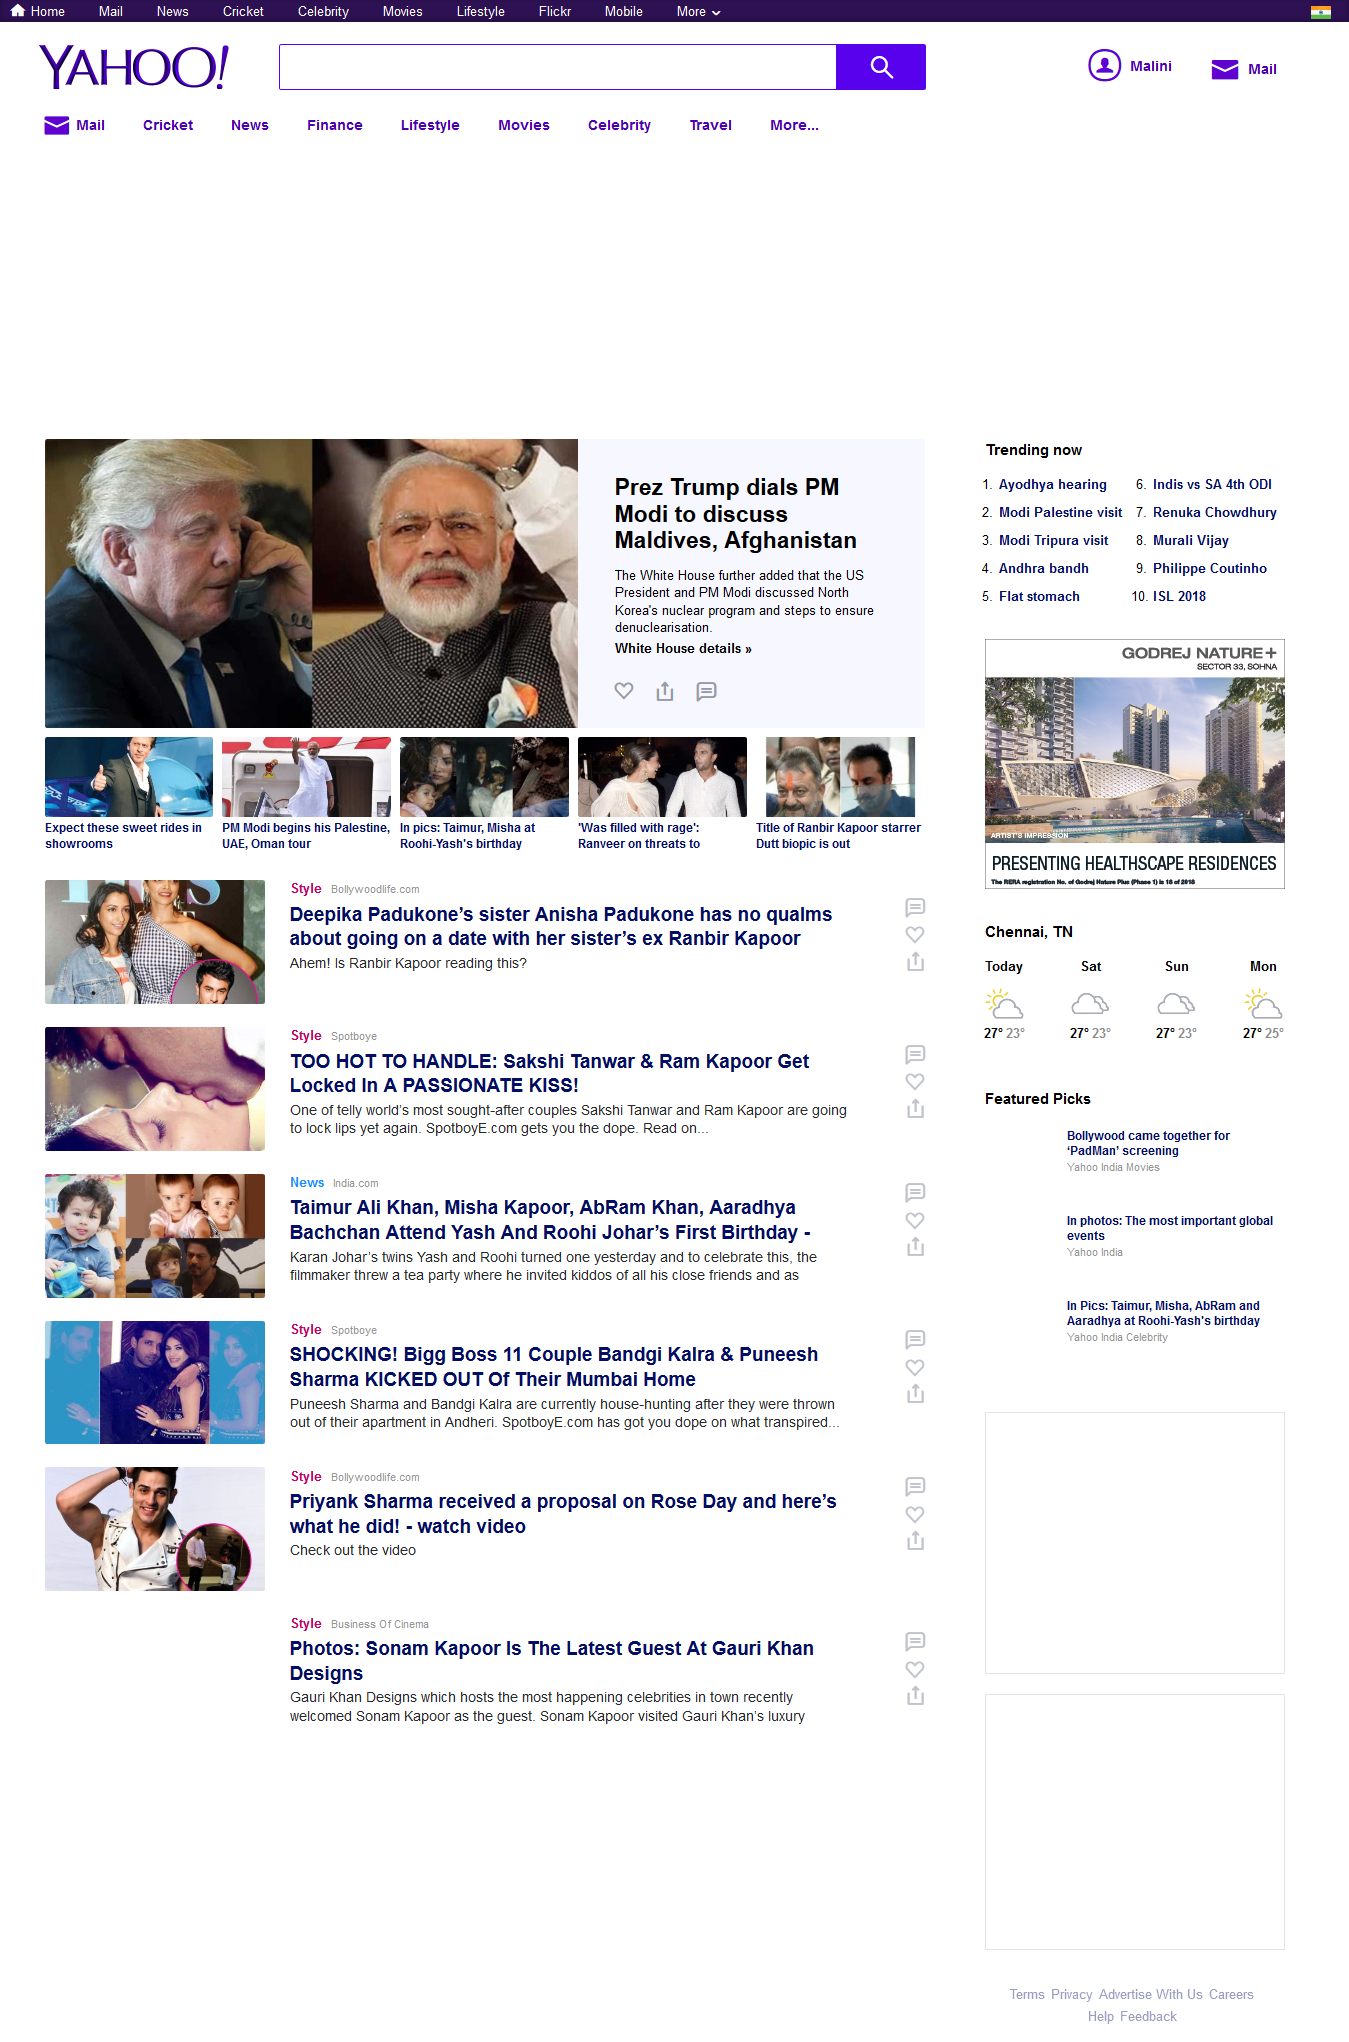 Home Mail News Cricket Celebrity Movies Lifestyle Flickr Mobile More
YAHOO!
Malini
Mail
Mail Cricket News Finance Lifestyle Movies Celebrity Travel More...
Prez Trump dials PM
Modi to discuss
Maldives, Afghanistan
The White House further added that the US
President and PM Modi discussed North
Korea's nuclear program and steps to ensure
denuclearisation.
White House details »
Expect these sweet rides in
showrooms
PM Modi begins his Palestine,
UAE, Oman tour
In pics: Taimur, Misha at
Roohi-Yash's birthday
'Was filled with rage':
Ranveer on threats to
Title of Ranbir Kapoor starrer
Dutt biopic is out
Style Bollywoodlife.com
Deepika Padukone’s sister Anisha Padukone has no qualms
about going on a date with her sister’s ex Ranbir Kapoor
Ahem! Is Ranbir Kapoor reading this?
Style Spotboye
TOO HOT TO HANDLE: Sakshi Tanwar & Ram Kapoor Get
Locked In A PASSIONATE KISS!
One of telly world’s most sought-after couples Sakshi Tanwar and Ram Kapoor are going
to lock lips yet again. SpotboyE.com gets you the dope. Read on...
News India.com
Taimur Ali Khan, Misha Kapoor, AbRam Khan, Aaradhya
Bachchan Attend Yash And Roohi Johar’s First Birthday -
Karan Johar’s twins Yash and Roohi turned one yesterday and to celebrate this, the
filmmaker threw a tea party where he invited kiddos of all his close friends and as
Style Spotboye
SHOCKING! Bigg Boss 11 Couple Bandgi Kalra & Puneesh
Sharma KICKED OUT Of Their Mumbai Home
Puneesh Sharma and Bandgi Kalra are currently house-hunting after they were thrown
out of their apartment in Andheri. SpotboyE.com has got you dope on what transpired...
Style Bollywoodlife.com
Priyank Sharma received a proposal on Rose Day and here’s
what he did! - watch video
Check out the video
Style Business Of Cinema
Photos: Sonam Kapoor Is The Latest Guest At Gauri Khan
Designs
Gauri Khan Designs which hosts the most happening celebrities in town recently
welcomed Sonam Kapoor as the guest. Sonam Kapoor visited Gauri Khan’s luxury
Trending now
1. Ayodhya hearing
2. Modi Palestine visit
3. Modi Tripura visit
4. Andhra bandh
5. Flat stomach
6. Indis vs SA 4th ODI
7. Renuka Chowdhury
8. Murali Vijay
9. Philippe Coutinho
10. ISL 2018
GODREJ NATURE+
SECTOR 33, SOHNA
ARTIST'S IMPRESSION
PRESENTING HEALTHSCAPE RESIDENCES
The RERA registration No. of Godrej Nature Plus (Phase 1) is 18 of 2018
Chennai, TN
Today Sat Sun Mon
27° 23° 27° 23° 27° 23° 27° 25°
Featured Picks
Bollywood came together for
‘PadMan’ screening
Yahoo India Movies
In photos: The most important global
events
Yahoo India
In Pics: Taimur, Misha, AbRam and
Aaradhya at Roohi-Yash's birthday
Yahoo India Celebrity
Terms Privacy Advertise With Us Careers
Help Feedback